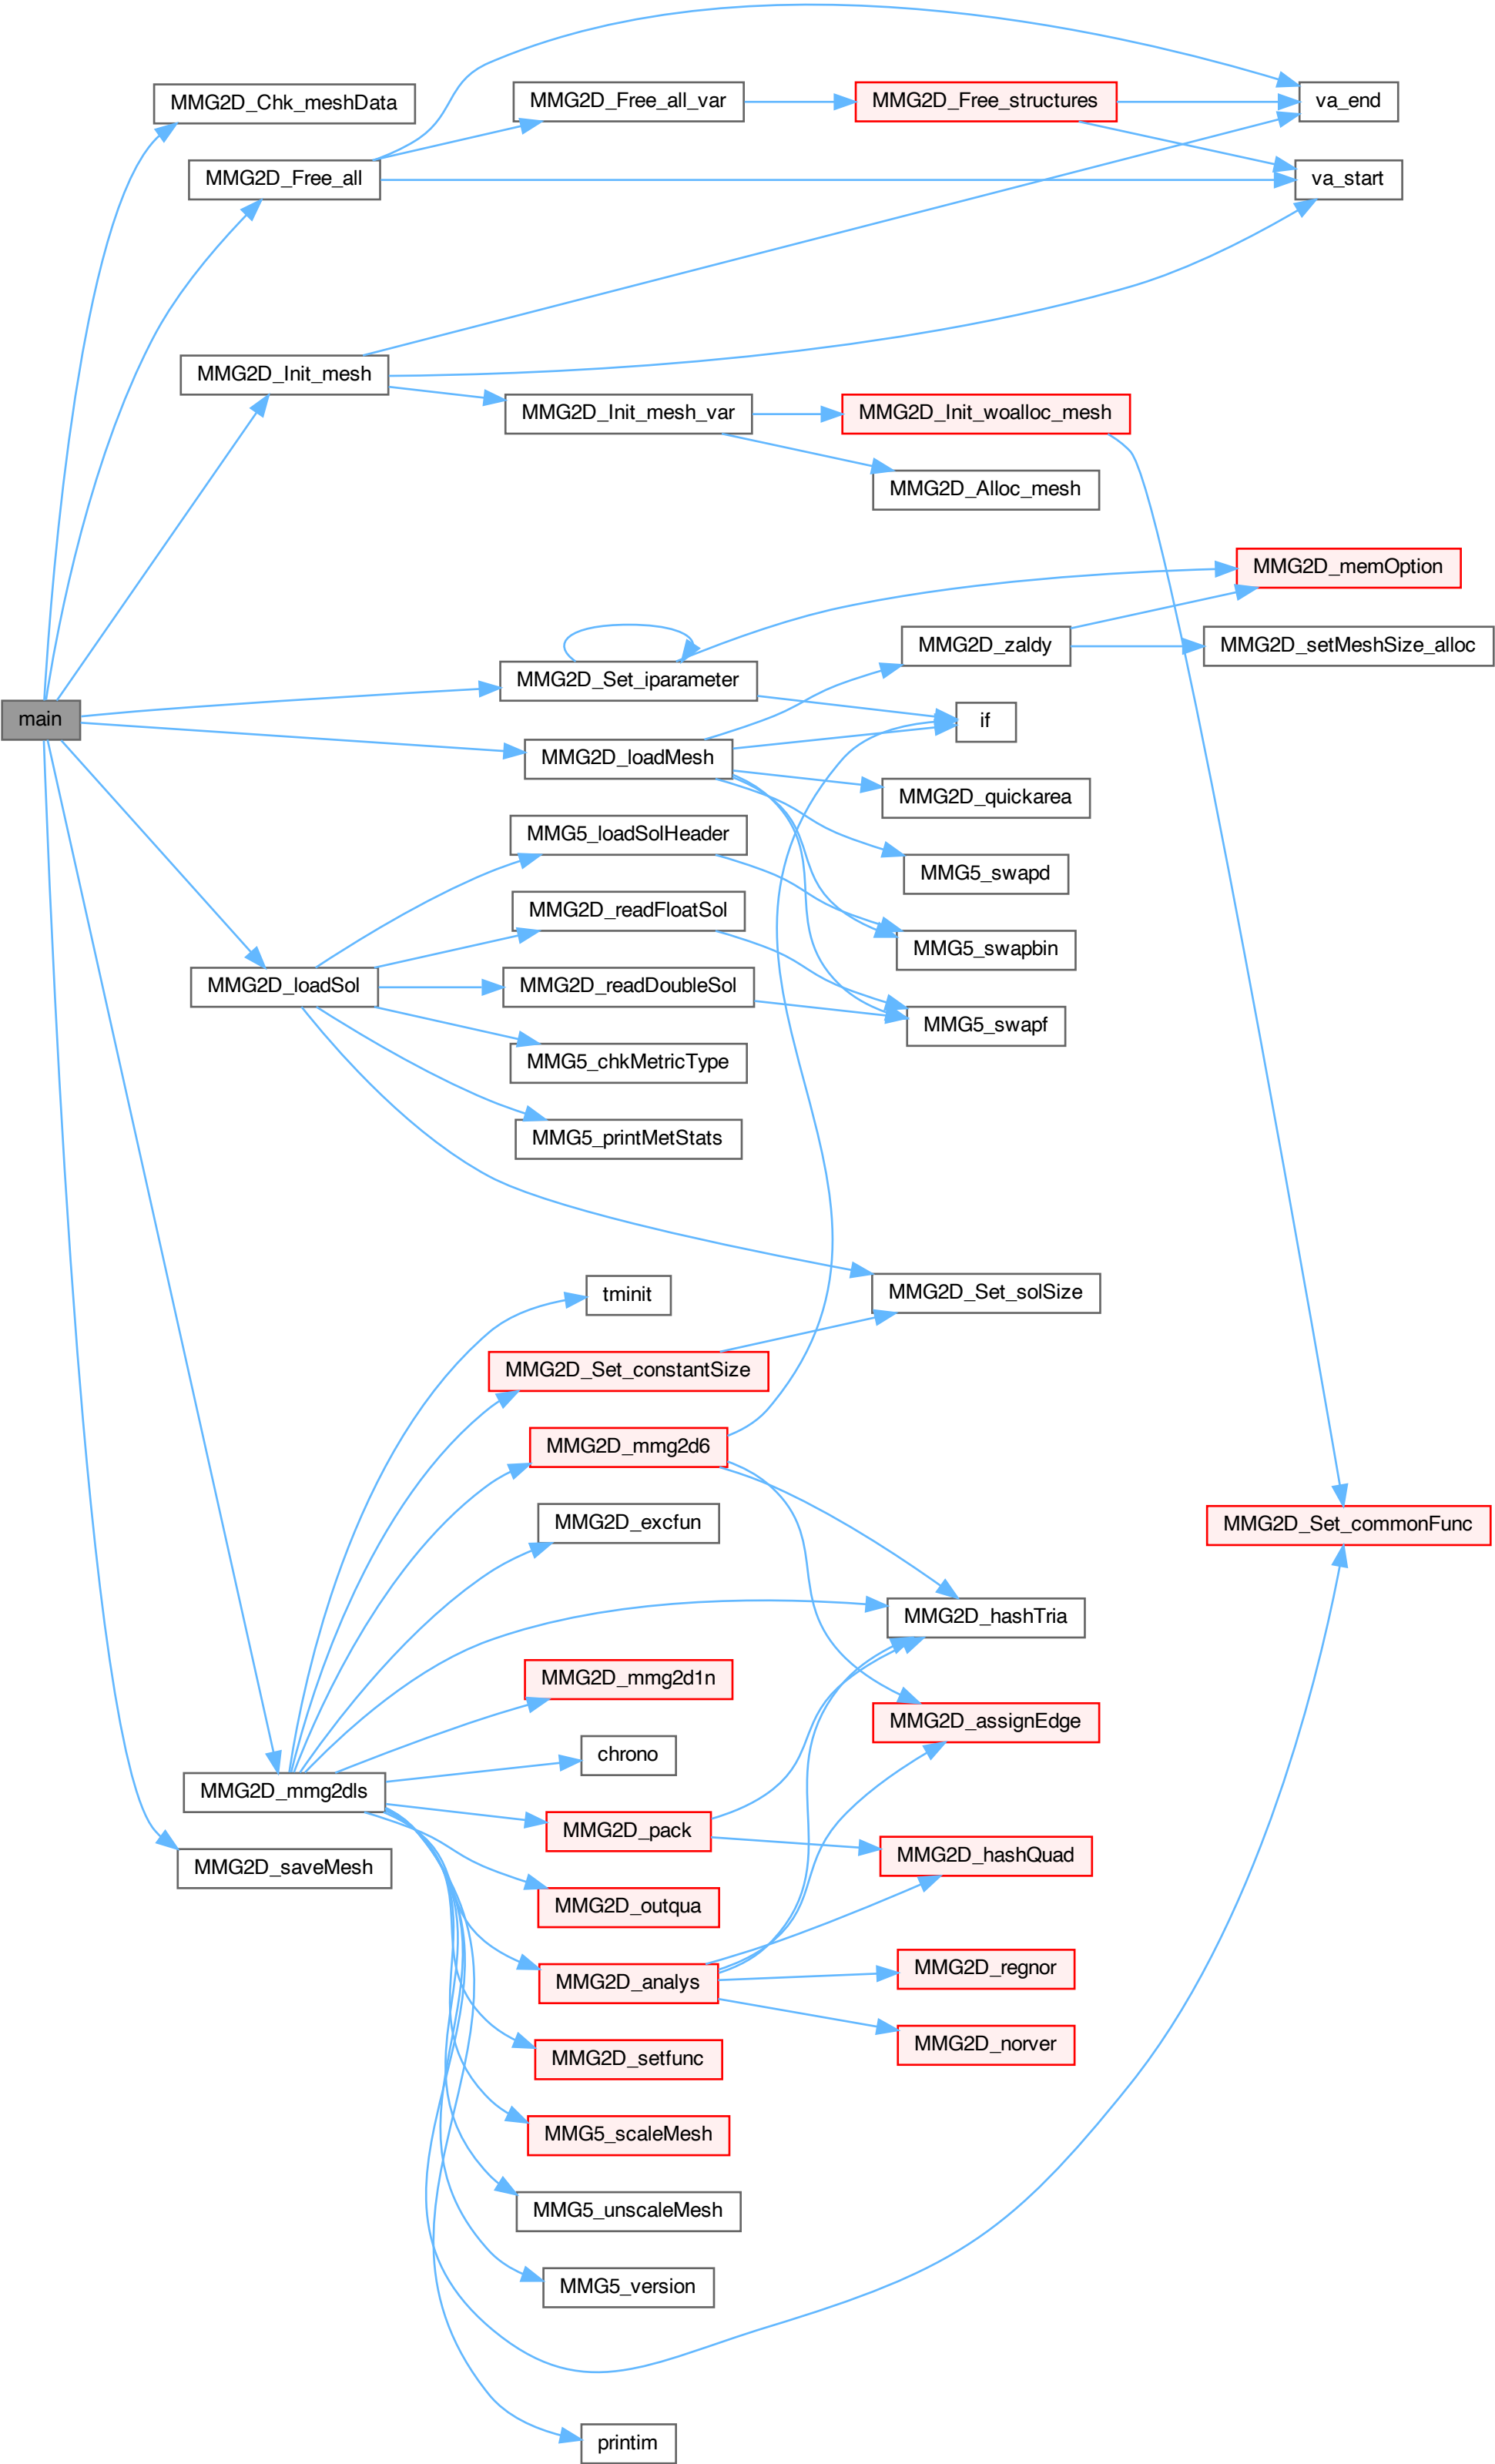 MMG2D_Chk_meshData
MMG2D_Free_all_var
MMG2D_Free_structures
va_end
MMG2D_Free_all
va_start
MMG2D_Init_mesh
MMG2D_Init_mesh_var
MMG2D_Init_woalloc_mesh
MMG2D_Alloc_mesh
MMG2D_memOption
MMG2D_zaldy
MMG2D_setMeshSize_alloc
MMG2D_Set_iparameter
main
if
MMG2D_loadMesh
MMG2D_quickarea
MMG5_loadSolHeader
MMG5_swapd
MMG2D_readFloatSol
MMG5_swapbin
MMG2D_loadSol
MMG2D_readDoubleSol
MMG5_swapf
MMG5_chkMetricType
MMG5_printMetStats
tminit
MMG2D_Set_solSize
MMG2D_Set_constantSize
MMG2D_mmg2d6
MMG2D_excfun
MMG2D_Set_commonFunc
MMG2D_hashTria
MMG2D_mmg2d1n
MMG2D_assignEdge
chrono
MMG2D_mmg2dls
MMG2D_pack
MMG2D_hashQuad
MMG2D_saveMesh
MMG2D_outqua
MMG2D_regnor
MMG2D_analys
MMG2D_norver
MMG2D_setfunc
MMG5_scaleMesh
MMG5_unscaleMesh
MMG5_version
printim